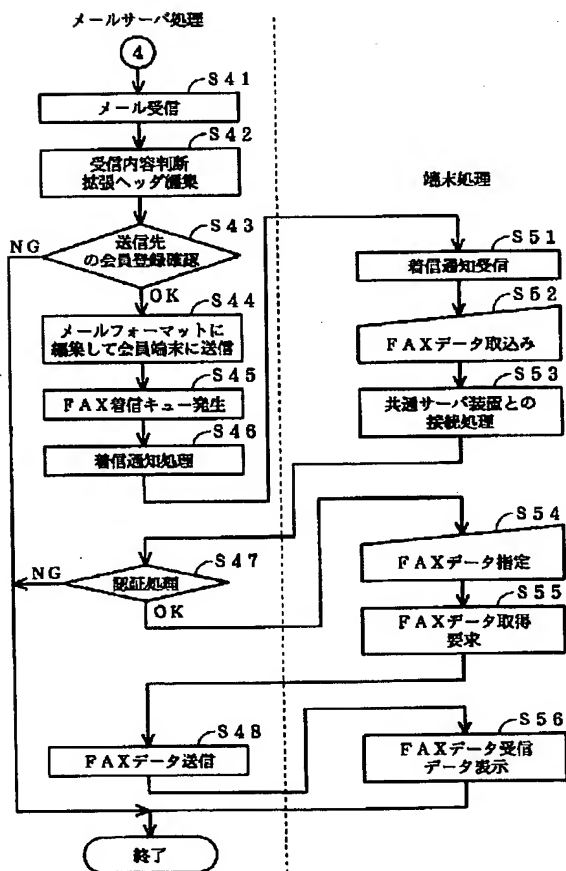 メールサーバ処理
4
S41
メール受信
S42
受信内容判断
拡張ヘッダ編集
NG
S43
送信先
の会員登録確認
OK
S44
メールフォーマットに
編集して会員端末に送信
S45
FAX着信キュー発生
S46
着信通知処理
NG
S47
認証処理
OK
S48
FAXデータ送信
終了
端末処理
S51
着信通知受信
S52
FAXデータ取込み
S53
共通サーバ装置との
接続処理
S54
FAXデータ指定
S55
FAXデータ取得
要求
S56
FAXデータ受信
データ表示